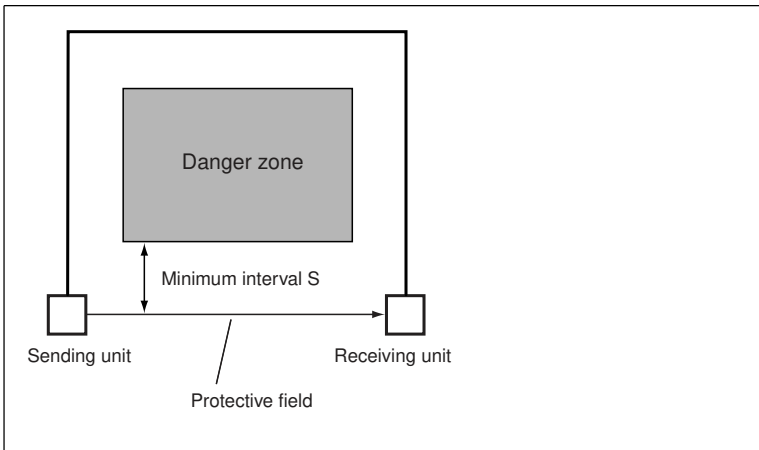 Danger zone
Minimum interval S
Sending unit
Receiving unit
Protective field